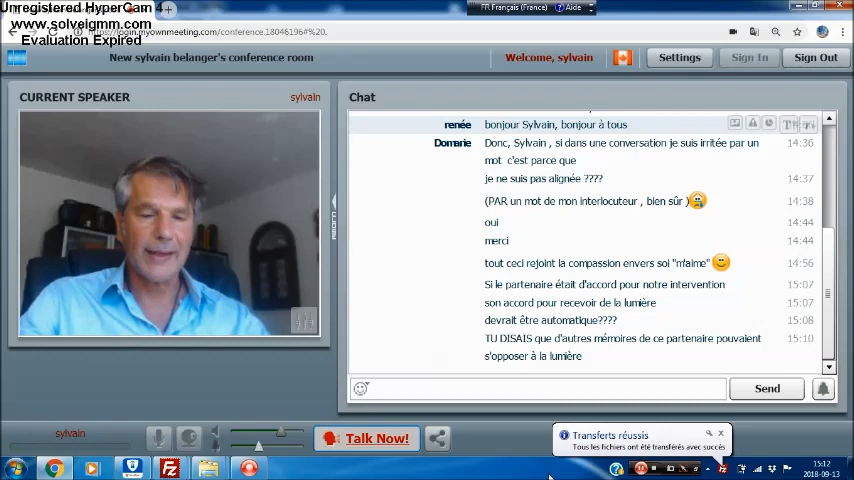 Unregistered HyperCam 4
www.solveigmm.com
Evaluation Expired
FR Français (France)
Aide
https://login.myownmeeting.com/conference.18046196# 20.
New sylvain belanger's conference room
Welcome, sylvain
Settings
Sign In
Sign Out
CURRENT SPEAKER
sylvain
Chat
renée bonjour Sylvain, bonjour à tous
Domarie Donc, Sylvain , si dans une conversation je suis irritée par un 14:36
mot c'est parce que
je ne suis pas alignée ???? 14:37
(PAR un mot de mon interlocuteur , bien sûr ) 14:38
oui 14:44
merci 14:44
tout ceci rejoint la compassion envers soi "m'aime" 14:56
Si le partenaire était d'accord pour notre intervention 15:07
son accord pour recevoir de la lumière 15:07
devrait être automatique???? 15:08
TU DISAIS que d'autres mémoires de ce partenaire pouvaient 15:10
s'opposer à la lumière
Send
sylvain
Talk Now!
Transferts réussis
Tous les fichiers ont été transférés avec succès
15:12
2018-09-13